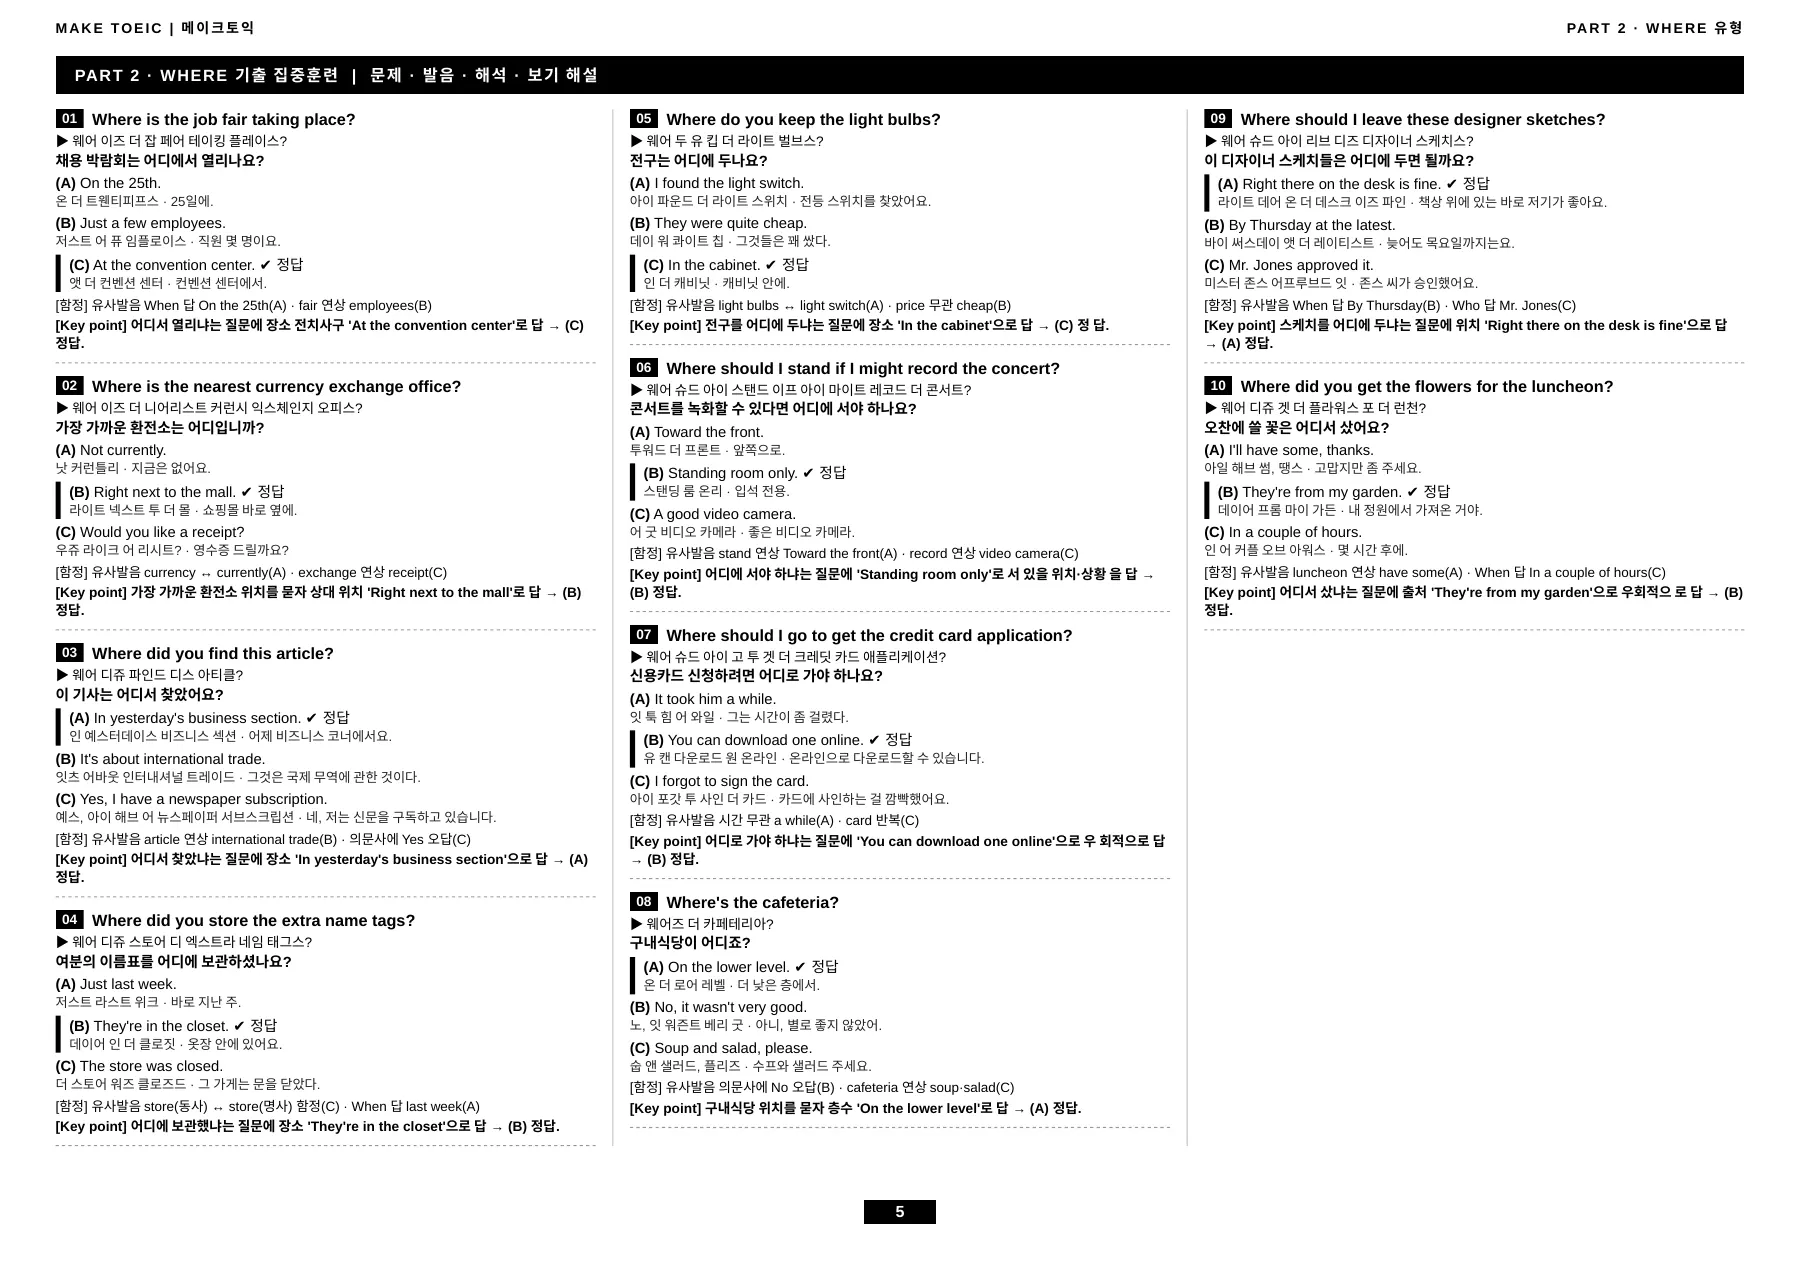 MAKE TOEIC | 메이크토익
PART 2 · WHERE 유형
PART 2 · WHERE 기출 집중훈련 | 문제 · 발음 · 해석 · 보기 해설
01 Where is the job fair taking place?
▶ 웨어 이즈 더 잡 페어 테이킹 플레이스?
채용 박람회는 어디에서 열리나요?
(A) On the 25th.
온 더 트웬티피프스 · 25일에.
(B) Just a few employees.
저스트 어 퓨 임플로이스 · 직원 몇 명이요.
(C) At the convention center. ✔ 정답
앳 더 컨벤션 센터 · 컨벤션 센터에서.
[함정] 유사발음 When 답 On the 25th(A) · fair 연상 employees(B)
[Key point] 어디서 열리냐는 질문에 장소 전치사구 'At the convention center'로 답 → (C)
정답.
02 Where is the nearest currency exchange office?
▶ 웨어 이즈 더 니어리스트 커런시 익스체인지 오피스?
가장 가까운 환전소는 어디입니까?
(A) Not currently.
낫 커런틀리 · 지금은 없어요.
(B) Right next to the mall. ✔ 정답
라이트 넥스트 투 더 몰 · 쇼핑몰 바로 옆에.
(C) Would you like a receipt?
우쥬 라이크 어 리시트? · 영수증 드릴까요?
[함정] 유사발음 currency ↔ currently(A) · exchange 연상 receipt(C)
[Key point] 가장 가까운 환전소 위치를 묻자 상대 위치 'Right next to the mall'로 답 → (B)
정답.
03 Where did you find this article?
▶ 웨어 디쥬 파인드 디스 아티클?
이 기사는 어디서 찾았어요?
(A) In yesterday's business section. ✔ 정답
인 예스터데이스 비즈니스 섹션 · 어제 비즈니스 코너에서요.
(B) It's about international trade.
잇츠 어바웃 인터내셔널 트레이드 · 그것은 국제 무역에 관한 것이다.
(C) Yes, I have a newspaper subscription.
예스, 아이 해브 어 뉴스페이퍼 서브스크립션 · 네, 저는 신문을 구독하고 있습니다.
[함정] 유사발음 article 연상 international trade(B) · 의문사에 Yes 오답(C)
[Key point] 어디서 찾았냐는 질문에 장소 'In yesterday's business section'으로 답 → (A)
정답.
04 Where did you store the extra name tags?
▶ 웨어 디쥬 스토어 디 엑스트라 네임 태그스?
여분의 이름표를 어디에 보관하셨나요?
(A) Just last week.
저스트 라스트 위크 · 바로 지난 주.
(B) They're in the closet. ✔ 정답
데이어 인 더 클로짓 · 옷장 안에 있어요.
(C) The store was closed.
더 스토어 워즈 클로즈드 · 그 가게는 문을 닫았다.
[함정] 유사발음 store(동사) ↔ store(명사) 함정(C) · When 답 last week(A)
[Key point] 어디에 보관했냐는 질문에 장소 'They're in the closet'으로 답 → (B) 정답.
05 Where do you keep the light bulbs?
▶ 웨어 두 유 킵 더 라이트 벌브스?
전구는 어디에 두나요?
(A) I found the light switch.
아이 파운드 더 라이트 스위치 · 전등 스위치를 찾았어요.
(B) They were quite cheap.
데이 워 콰이트 칩 · 그것들은 꽤 쌌다.
(C) In the cabinet. ✔ 정답
인 더 캐비닛 · 캐비닛 안에.
[함정] 유사발음 light bulbs ↔ light switch(A) · price 무관 cheap(B)
[Key point] 전구를 어디에 두냐는 질문에 장소 'In the cabinet'으로 답 → (C) 정 답.
06 Where should I stand if I might record the concert?
▶ 웨어 슈드 아이 스탠드 이프 아이 마이트 레코드 더 콘서트?
콘서트를 녹화할 수 있다면 어디에 서야 하나요?
(A) Toward the front.
투워드 더 프론트 · 앞쪽으로.
(B) Standing room only. ✔ 정답
스탠딩 룸 온리 · 입석 전용.
(C) A good video camera.
어 굿 비디오 카메라 · 좋은 비디오 카메라.
[함정] 유사발음 stand 연상 Toward the front(A) · record 연상 video camera(C)
[Key point] 어디에 서야 하냐는 질문에 'Standing room only'로 서 있을 위치·상황 을 답 →
(B) 정답.
07 Where should I go to get the credit card application?
▶ 웨어 슈드 아이 고 투 겟 더 크레딧 카드 애플리케이션?
신용카드 신청하려면 어디로 가야 하나요?
(A) It took him a while.
잇 툭 힘 어 와일 · 그는 시간이 좀 걸렸다.
(B) You can download one online. ✔ 정답
유 캔 다운로드 원 온라인 · 온라인으로 다운로드할 수 있습니다.
(C) I forgot to sign the card.
아이 포갓 투 사인 더 카드 · 카드에 사인하는 걸 깜빡했어요.
[함정] 유사발음 시간 무관 a while(A) · card 반복(C)
[Key point] 어디로 가야 하냐는 질문에 'You can download one online'으로 우 회적으로 답
→ (B) 정답.
08 Where's the cafeteria?
▶ 웨어즈 더 카페테리아?
구내식당이 어디죠?
(A) On the lower level. ✔ 정답
온 더 로어 레벨 · 더 낮은 층에서.
(B) No, it wasn't very good.
노, 잇 워즌트 베리 굿 · 아니, 별로 좋지 않았어.
(C) Soup and salad, please.
숩 앤 샐러드, 플리즈 · 수프와 샐러드 주세요.
[함정] 유사발음 의문사에 No 오답(B) · cafeteria 연상 soup·salad(C)
[Key point] 구내식당 위치를 묻자 층수 'On the lower level'로 답 → (A) 정답.
09 Where should I leave these designer sketches?
▶ 웨어 슈드 아이 리브 디즈 디자이너 스케치스?
이 디자이너 스케치들은 어디에 두면 될까요?
(A) Right there on the desk is fine. ✔ 정답
라이트 데어 온 더 데스크 이즈 파인 · 책상 위에 있는 바로 저기가 좋아요.
(B) By Thursday at the latest.
바이 써스데이 앳 더 레이티스트 · 늦어도 목요일까지는요.
(C) Mr. Jones approved it.
미스터 존스 어프루브드 잇 · 존스 씨가 승인했어요.
[함정] 유사발음 When 답 By Thursday(B) · Who 답 Mr. Jones(C)
[Key point] 스케치를 어디에 두냐는 질문에 위치 'Right there on the desk is fine'으로 답
→ (A) 정답.
10 Where did you get the flowers for the luncheon?
▶ 웨어 디쥬 겟 더 플라워스 포 더 런천?
오찬에 쓸 꽃은 어디서 샀어요?
(A) I'll have some, thanks.
아일 해브 썸, 땡스 · 고맙지만 좀 주세요.
(B) They're from my garden. ✔ 정답
데이어 프롬 마이 가든 · 내 정원에서 가져온 거야.
(C) In a couple of hours.
인 어 커플 오브 아워스 · 몇 시간 후에.
[함정] 유사발음 luncheon 연상 have some(A) · When 답 In a couple of hours(C)
[Key point] 어디서 샀냐는 질문에 출처 'They're from my garden'으로 우회적으 로 답 → (B)
정답.
5